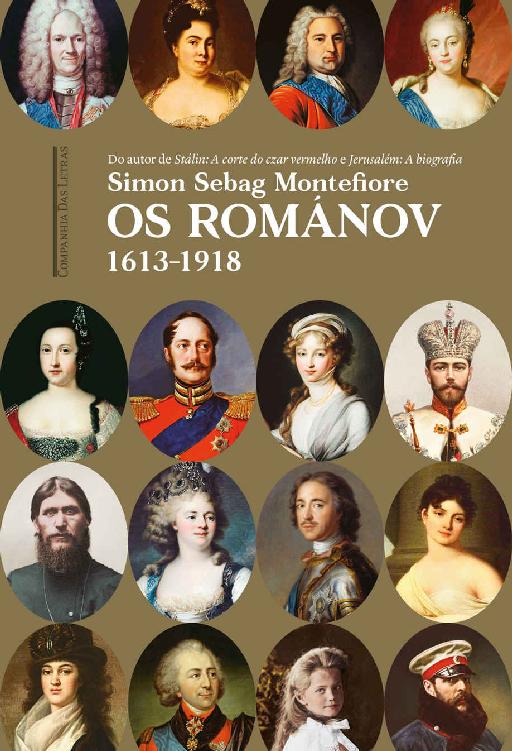 Do autor de Stálin: A corte do czar vermelho e Jerusalém: A biografia
Simon Sebag Montefiore
OS ROMÁNOV
1613-1918
COMPANHIA DAS LETRAS